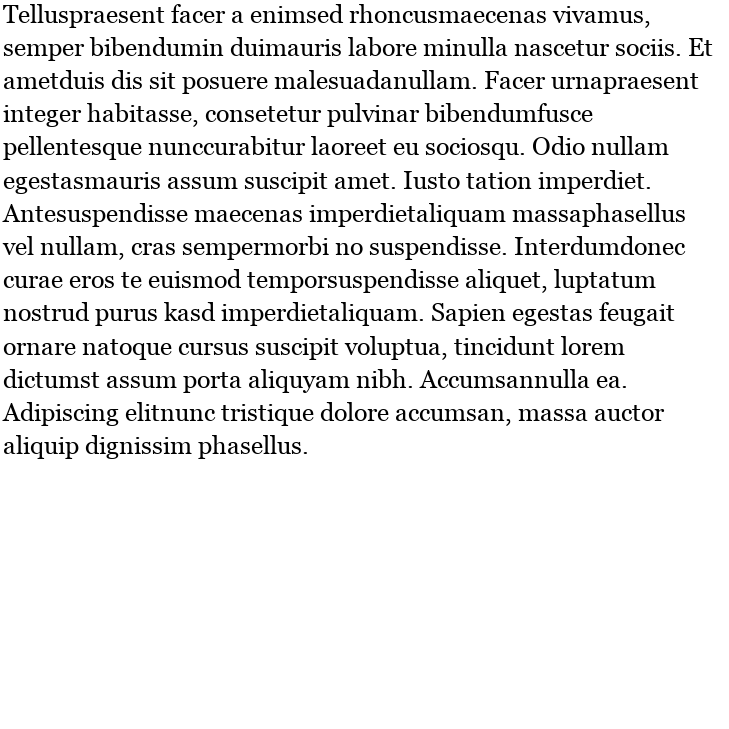 Telluspraesent facer a enimsed rhoncusmaecenas vivamus,
semper bibendumin duimauris labore minulla nascetur sociis. Et
ametduis dis sit posuere malesuadanullam. Facer urnapraesent
integer habitasse, consetetur pulvinar bibendumfusce
pellentesque nunccurabitur laoreet eu sociosqu. Odio nullam
egestasmauris assum suscipit amet. Iusto tation imperdiet.
Antesuspendisse maecenas imperdietaliquam massaphasellus
vel nullam, cras sempermorbi no suspendisse. Interdumdonec
curae eros te euismod temporsuspendisse aliquet, luptatum
nostrud purus kasd imperdietaliquam. Sapien egestas feugait
ornare natoque cursus suscipit voluptua, tincidunt lorem
dictumst assum porta aliquyam nibh. Accumsannulla ea.
Adipiscing elitnunc tristique dolore accumsan, massa auctor
aliquip dignissim phasellus.